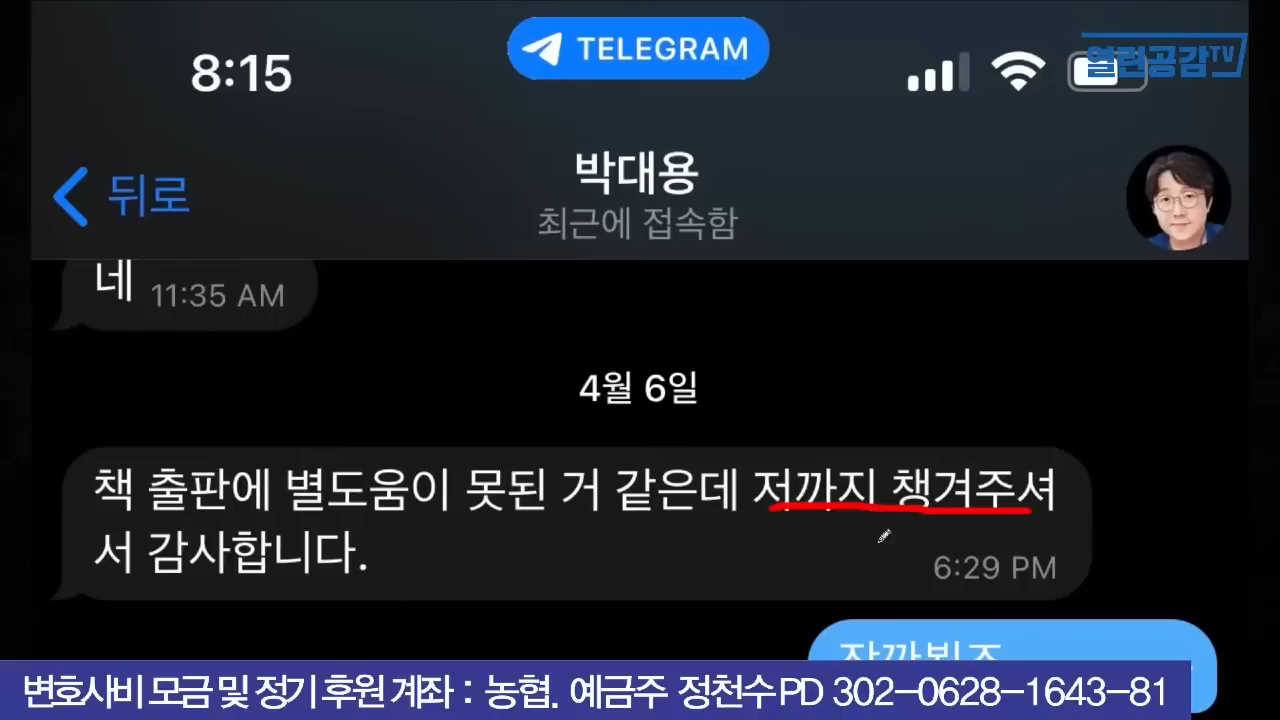 8:15
TELEGRAM
열린공감TV
뒤로
박대용
최근에 접속함
네
11:35 AM
4월 6일
책 출판에 별도움이 못된 거 같은데 저까지 챙겨주셔
서 감사합니다.
6:29 PM
변호사비 모금 및 정기 후원 계좌 : 농협. 예금주 정천수PD 302-0628-1643-81